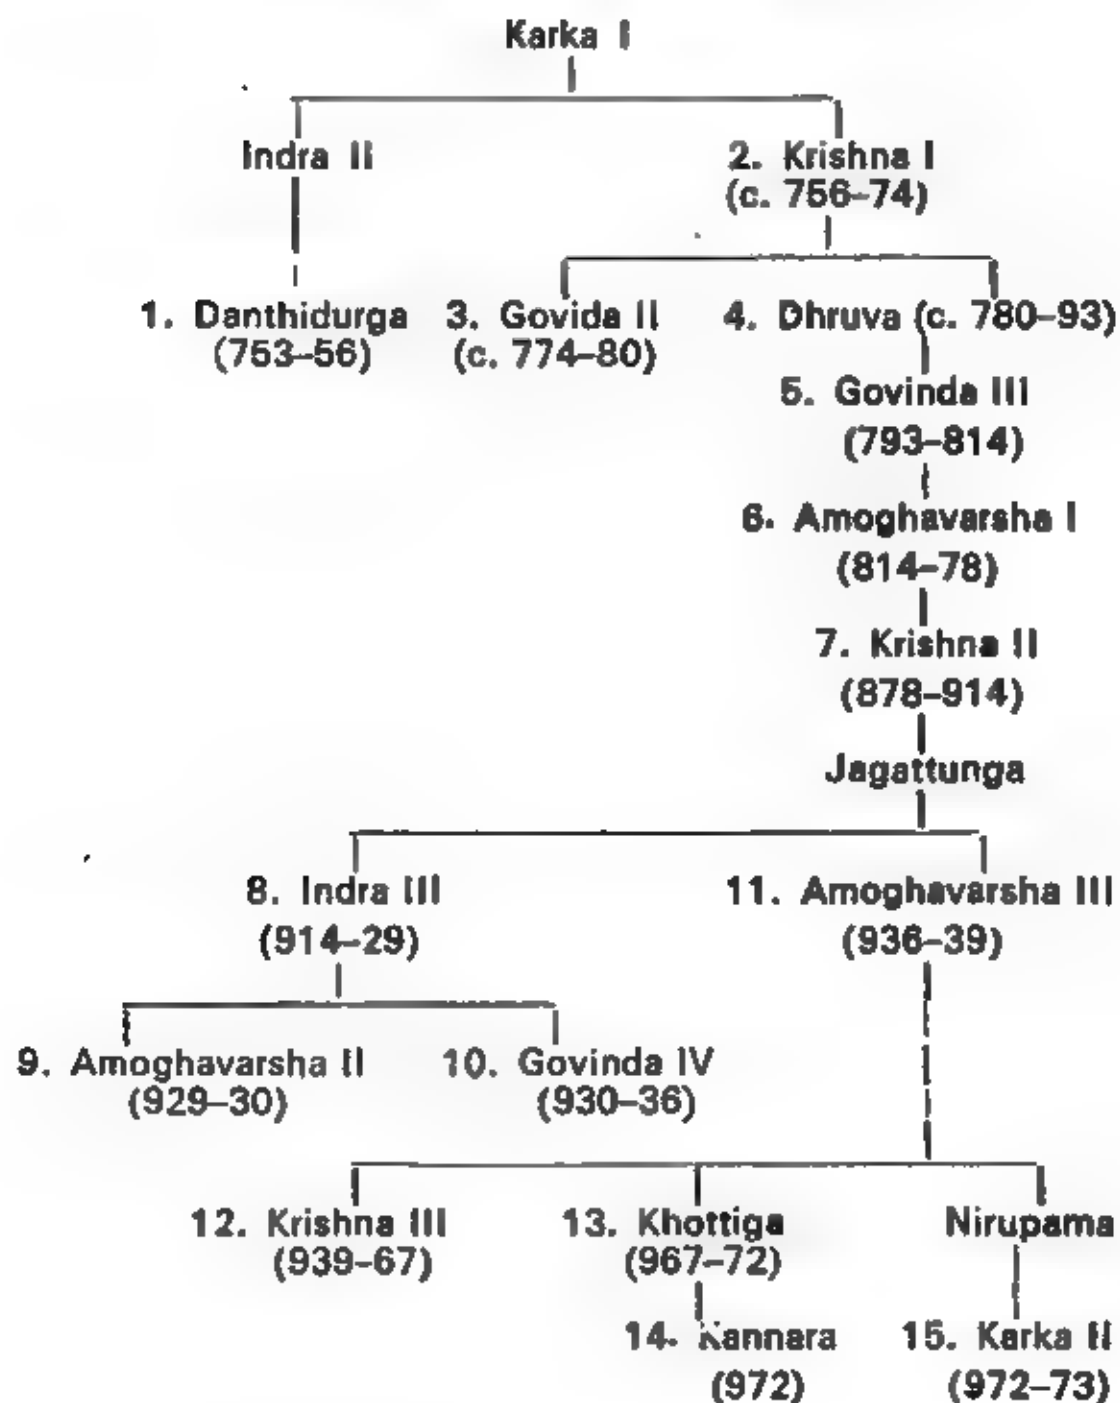 Karka I
Indra II
2. Krishna I
(c. 756–74)
1. Danthidurga
(753–56)
3. Govida II
(c. 774–80)
4. Dhruva (c. 780–93)
5. Govinda III
(793–814)
6. Amoghavarsha I
(814–78)
7. Krishna II
(878–914)
Jagattunga
8. Indra III
(914–29)
11. Amoghavarsha III
(936–39)
9. Amoghavarsha II
(929–30)
10. Govinda IV
(930–36)
12. Krishna III
(939–67)
13. Khottiga
(967–72)
Nirupama
14. Kannara
(972)
15. Karka II
(972–73)